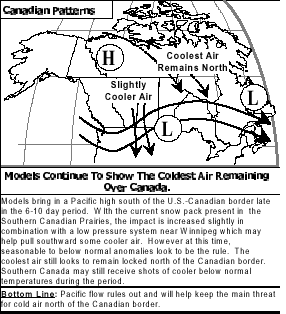 Canadian Patterns
H
Coolest Air
Remains North
Slightly
Cooler Air
L
L
Models Continue To Show The Coldest Air Remaining
Over Canada.
Models bring in a Pacific high south of the U.S.-Canadian border late
in the 6-10 day period. With the current snow pack present in the
Southern Canadian Prairies, the impact is increased slightly in
combination with a low pressure system near Winnipeg which may
help pull southward some cooler air. However at this time,
seasonable to below normal anomalies look to be the rule. The
coolest air still looks to remain locked north of the Canadian border.
Southern Canada may still receive shots of cooler below normal
temperatures during the period.
Bottom Line: Pacific flow rules out and will help keep the main threat
for cold air north of the Canadian border.